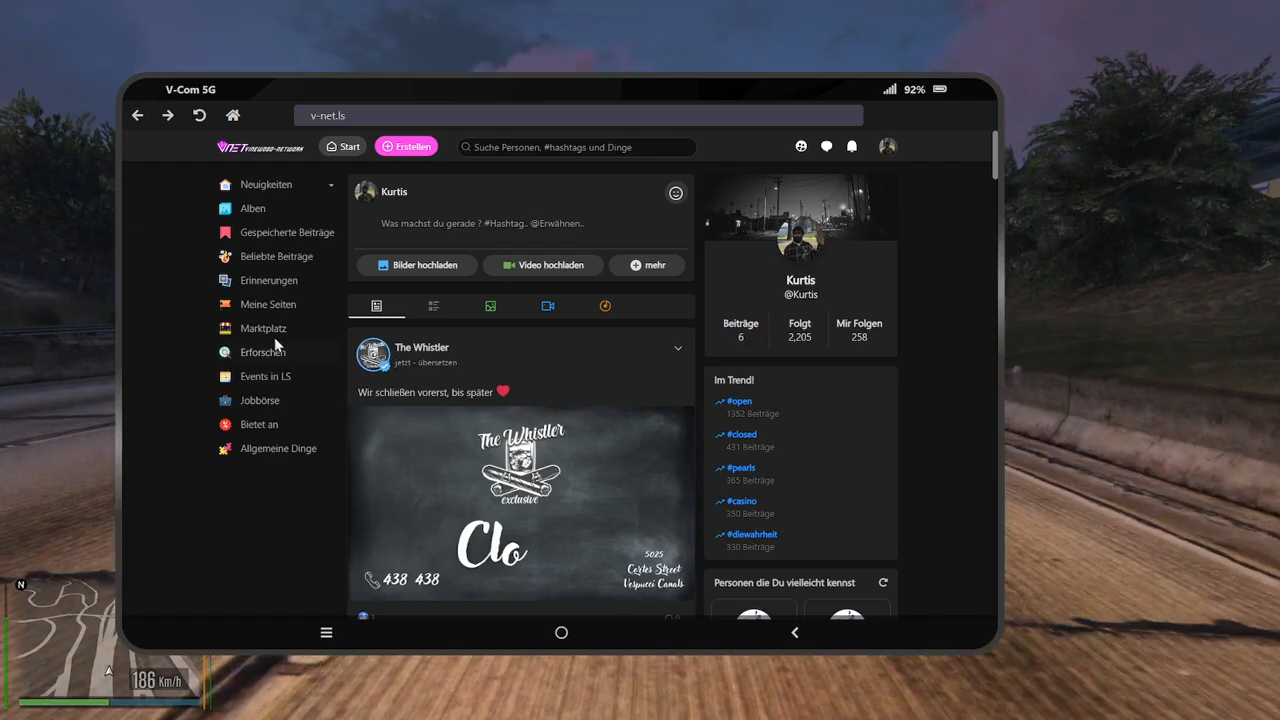 V-Com 5G
92%
v-net.ls
VNET VINEWOOD-NETWORK
Start
Erstellen
Suche Personen, #hashtags und Dinge
Neuigkeiten
Alben
Gespeicherte Beiträge
Beliebte Beiträge
Erinnerungen
Meine Seiten
Marktplatz
Erforschen
Events in LS
Jobbörse
Bietet an
Allgemeine Dinge
Kurtis
Was machst du gerade ? #Hashtag.. @Erwähnen..
Bilder hochladen
Video hochladen
mehr
The Whistler
jetzt - übersetzen
Wir schließen vorerst, bis später ❤️
The Whistler
exclusive
Clo
438 438
5025
Cortes Street
Vespucci Canals
1
0
Kurtis
@Kurtis
Beiträge
6
Folgt
2,205
Mir Folgen
258
Im Trend!
#open
1352 Beiträge
#closed
431 Beiträge
#pearls
365 Beiträge
#casino
350 Beiträge
#diewahrheit
330 Beiträge
Personen die Du vielleicht kennst
N
186 Km/h